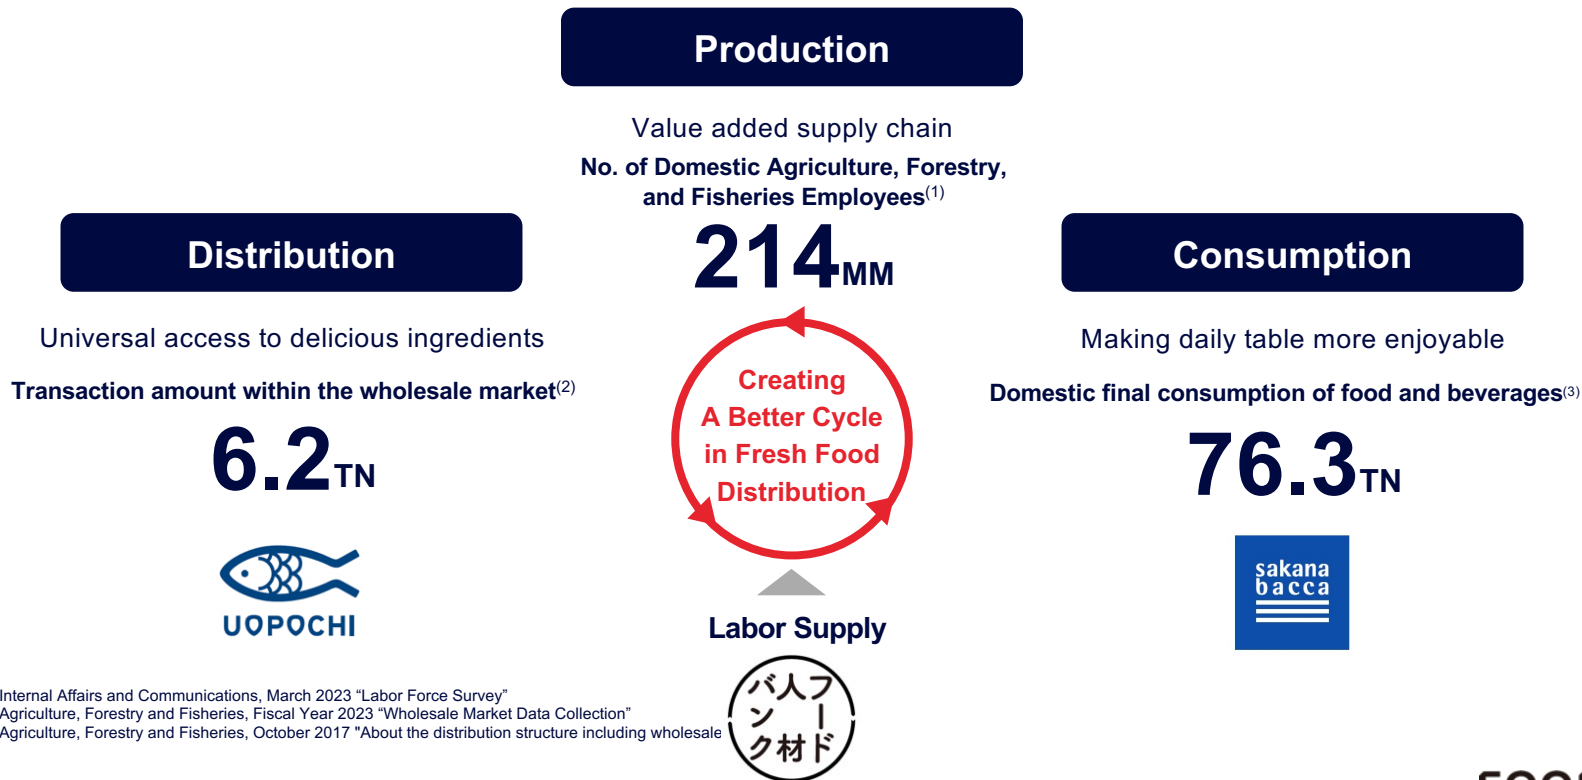 Production
Value added supply chain
No. of Domestic Agriculture, Forestry,
and Fisheries Employees(1)
214MM
Distribution
Universal access to delicious ingredients
Transaction amount within the wholesale market(2)
6.2TN
UOPOCHI
Creating
A Better Cycle
in Fresh Food
Distribution
Labor Supply
フード
人材
バンク
Consumption
Making daily table more enjoyable
Domestic final consumption of food and beverages(3)
76.3TN
sakana
bacca
Internal Affairs and Communications, March 2023 “Labor Force Survey”
Agriculture, Forestry and Fisheries, Fiscal Year 2023 “Wholesale Market Data Collection”
Agriculture, Forestry and Fisheries, October 2017 "About the distribution structure including wholesale